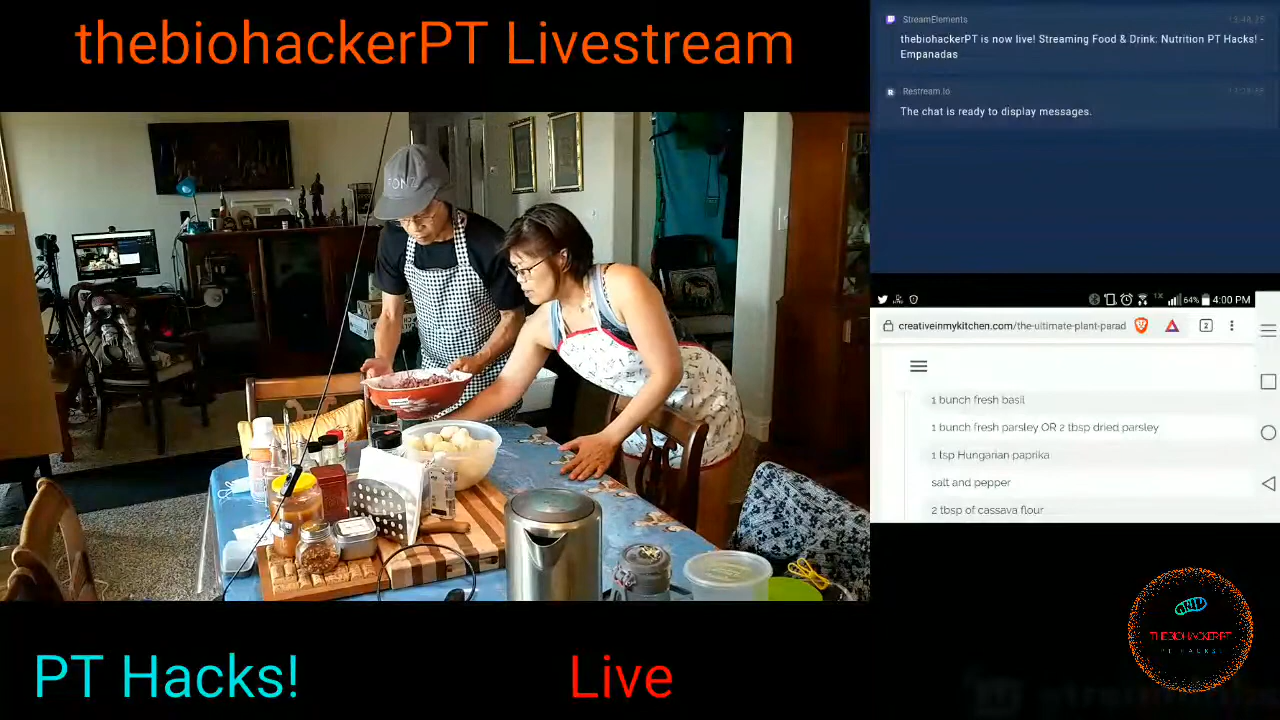 thebiohackerPT Livestream
StreamElements
thebiohackerPT is now live! Streaming Food & Drink: Nutrition PT Hacks! -
Empanadas
Restream.io
The chat is ready to display messages.
64% 4:00 PM
creativeinmykitchen.com/the-ultimate-plant-parad
2
1 bunch fresh basil
1 bunch fresh parsley OR 2 tbsp dried parsley
1 tsp Hungarian paprika
salt and pepper
2 tbsp of cassava flour
THEBIOHACKERPT
PT HACKS!
PT Hacks!
Live